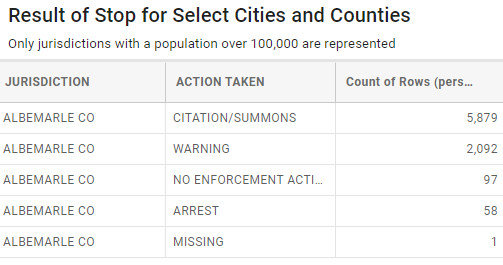 Result of Stop for Select Cities and Counties
Only jurisdictions with a population over 100,000 are represented
JURISDICTION ACTION TAKEN Count of Rows (pers...
ALBEMARLE CO CITATION/SUMMONS 5,879
ALBEMARLE CO WARNING 2,092
ALBEMARLE CO NO ENFORCEMENT ACTI... 97
ALBEMARLE CO ARREST 58
ALBEMARLE CO MISSING 1